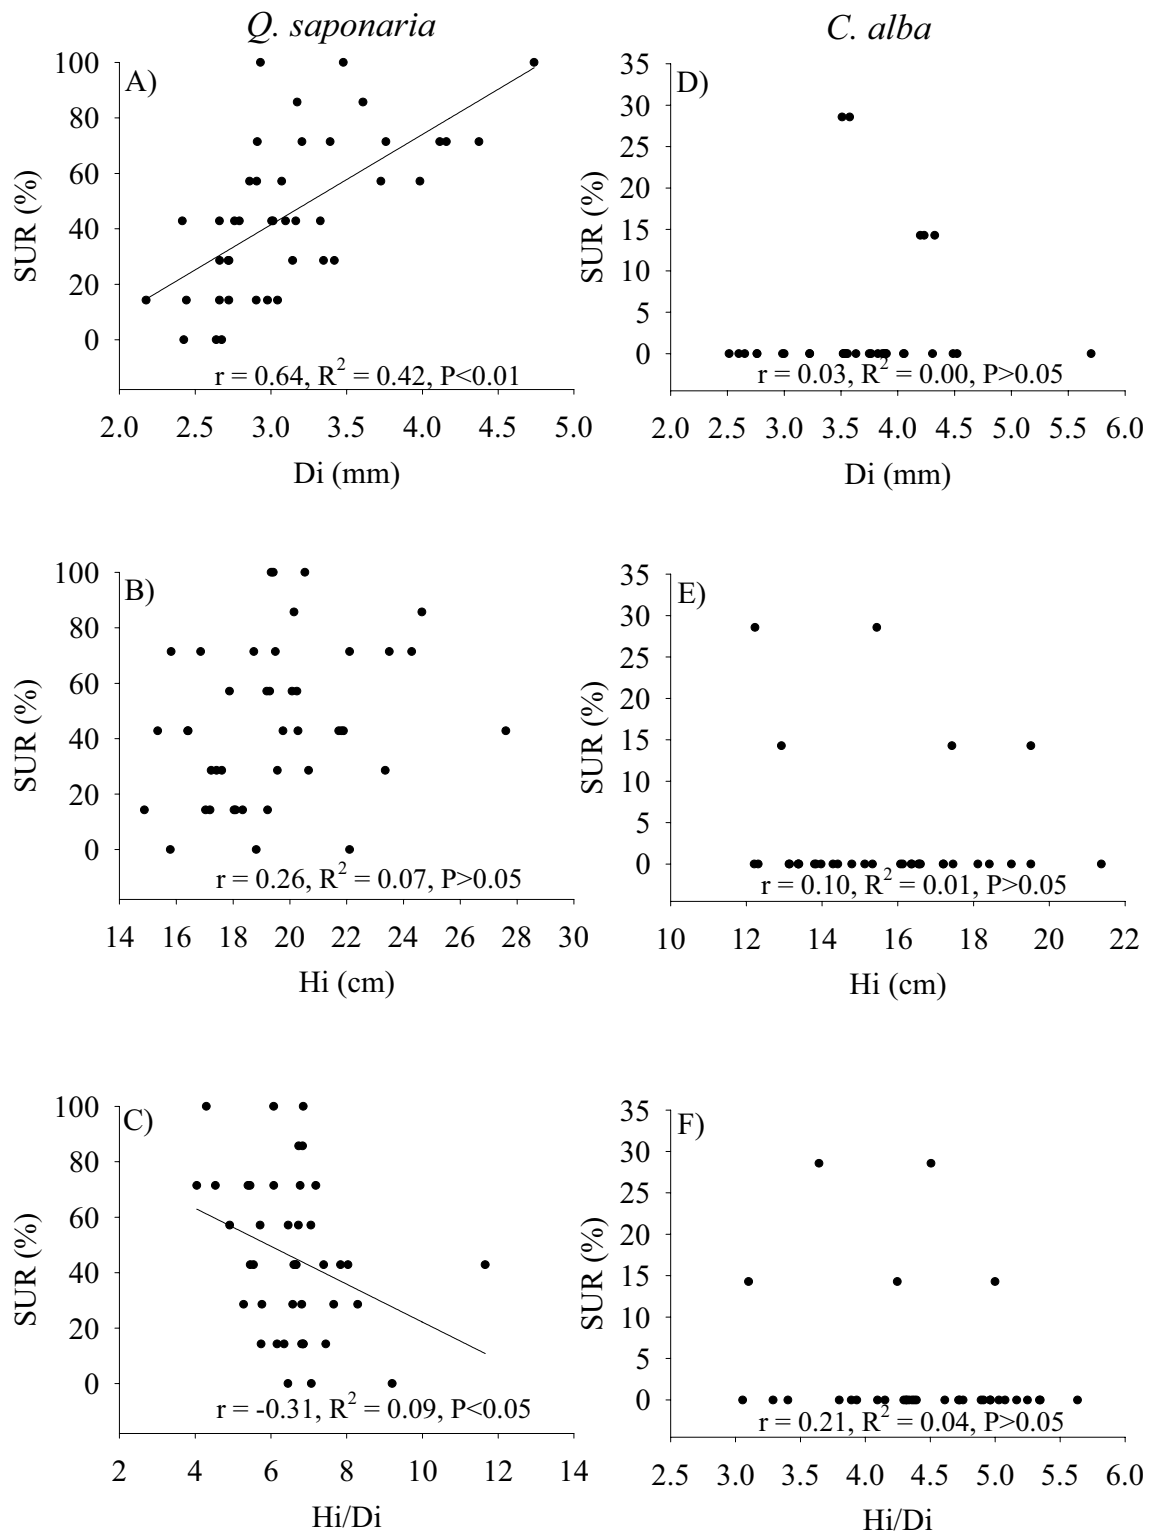 Q. saponaria
C. alba
A)
SUR (%)
100
80
60
40
20
0
r = 0.64, R2 = 0.42, P<0.01
2.0 2.5 3.0 3.5 4.0 4.5 5.0
Di (mm)
D)
SUR (%)
35
30
25
20
15
10
5
0
r = 0.03, R2 = 0.00, P>0.05
2.0 2.5 3.0 3.5 4.0 4.5 5.0 5.5 6.0
Di (mm)
B)
SUR (%)
100
80
60
40
20
0
r = 0.26, R2 = 0.07, P>0.05
14 16 18 20 22 24 26 28 30
Hi (cm)
E)
SUR (%)
35
30
25
20
15
10
5
0
r = 0.10, R2 = 0.01, P>0.05
10 12 14 16 18 20 22
Hi (cm)
C)
SUR (%)
100
80
60
40
20
0
r = -0.31, R2 = 0.09, P<0.05
2 4 6 8 10 12 14
Hi/Di
F)
SUR (%)
35
30
25
20
15
10
5
0
r = 0.21, R2 = 0.04, P>0.05
2.5 3.0 3.5 4.0 4.5 5.0 5.5 6.0
Hi/Di